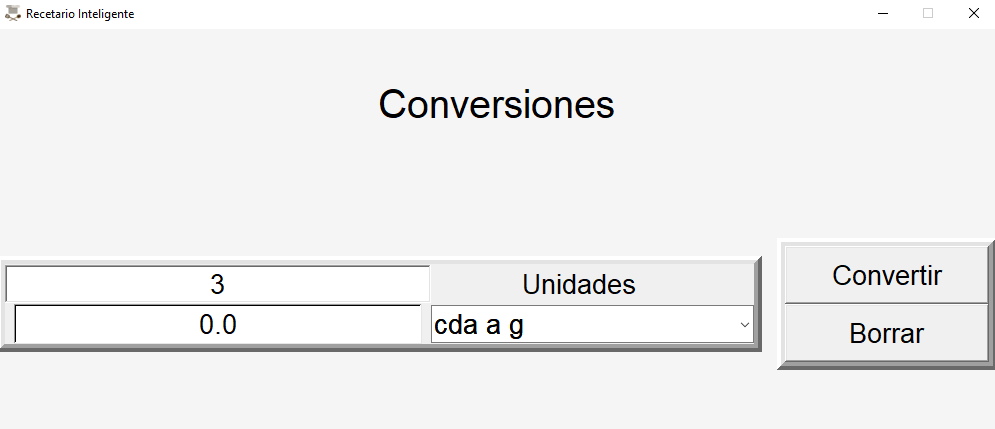 Recetario Inteligente
Conversiones
3
Unidades
0.0
cda a g
Convertir
Borrar